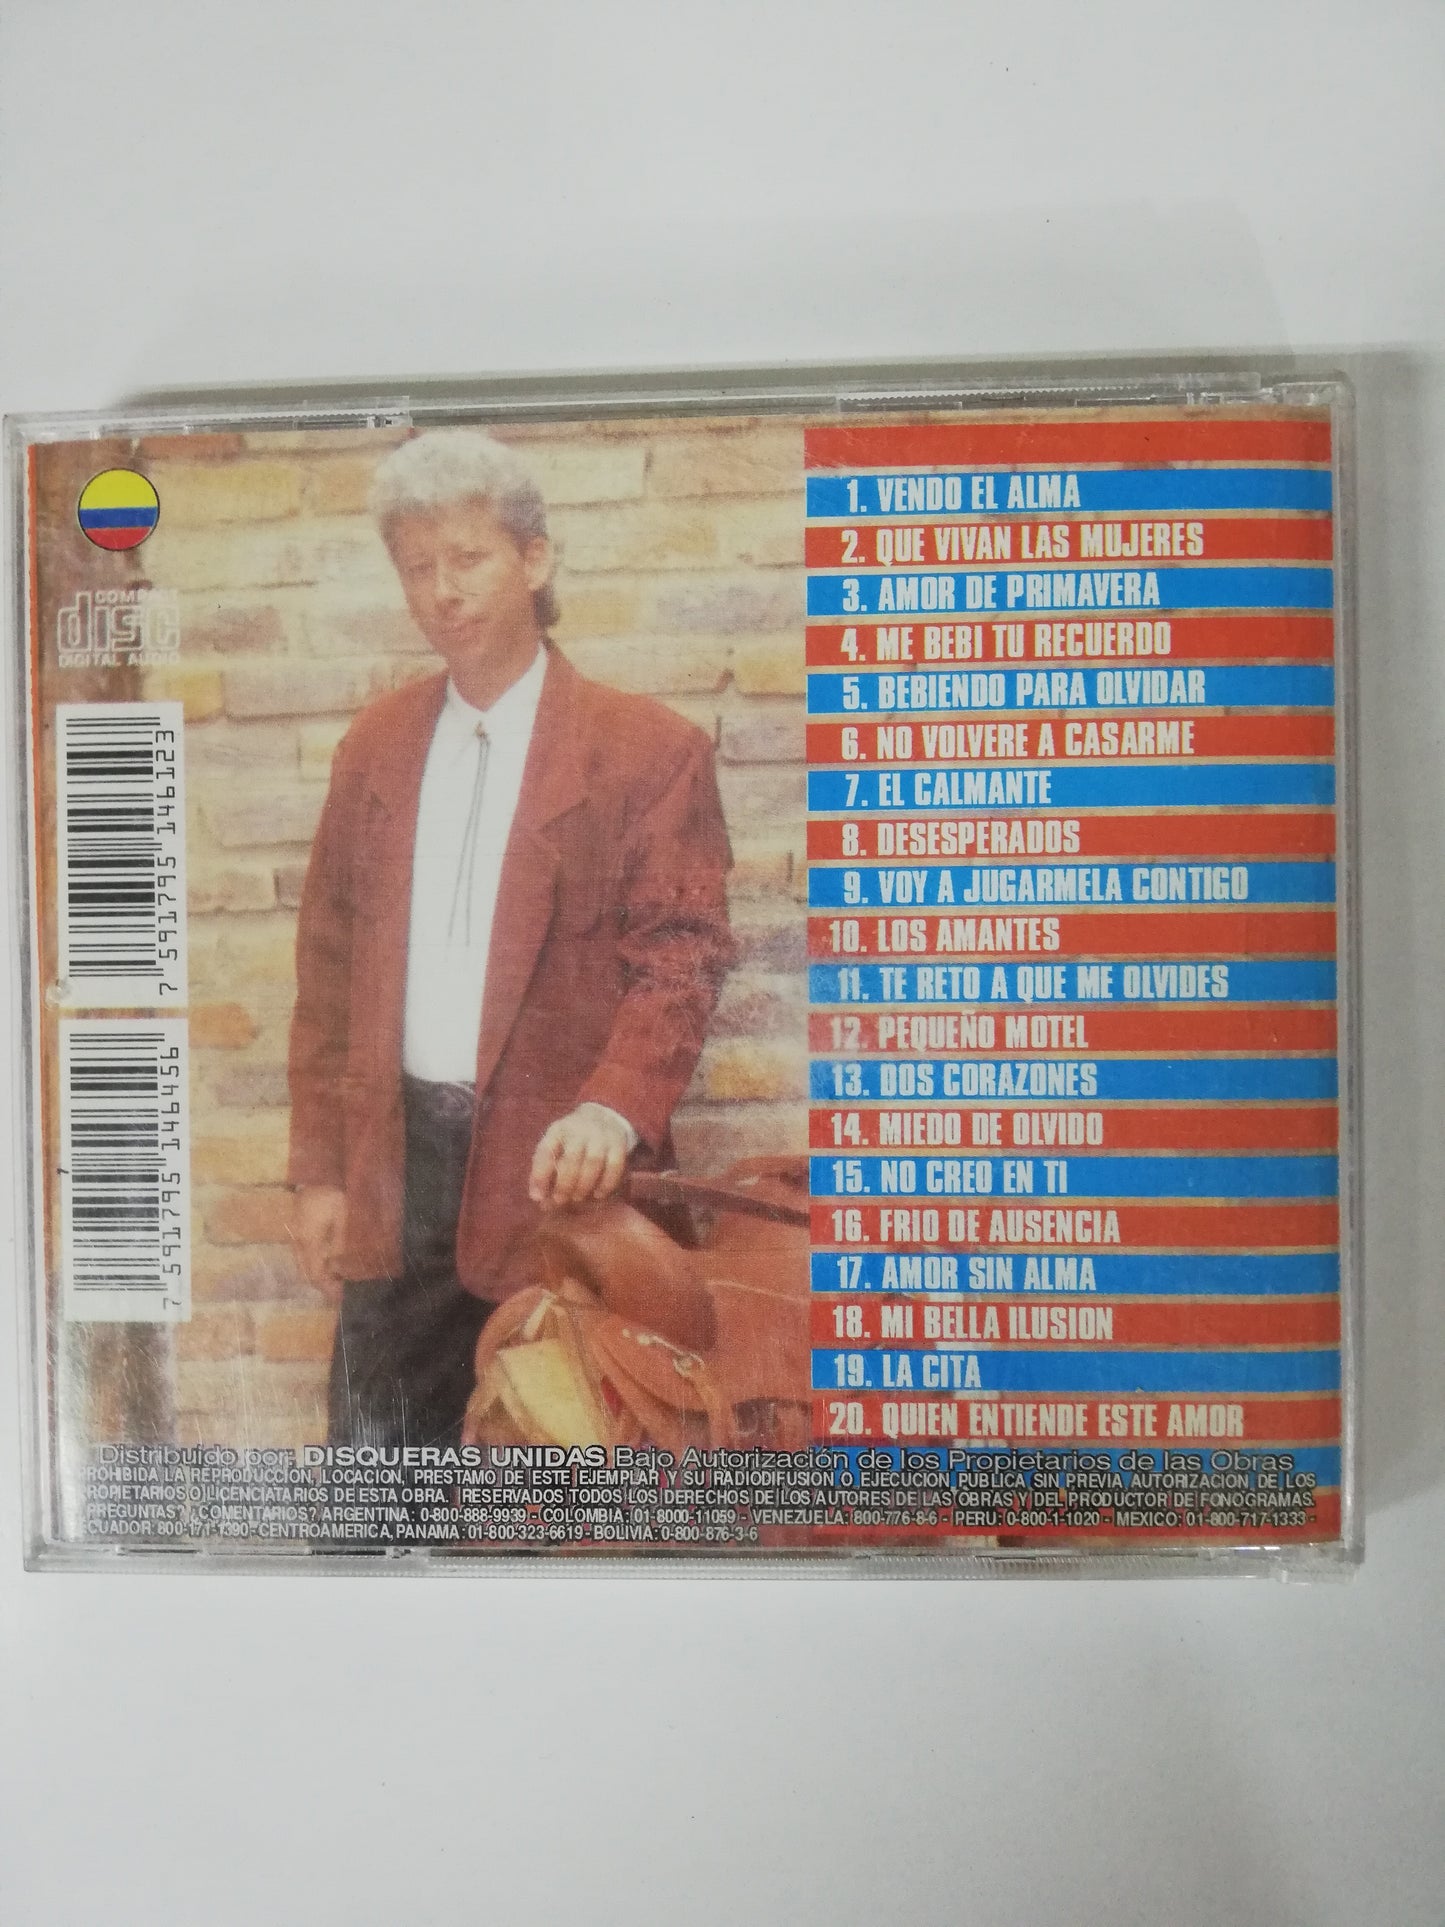 COMPACT
disc
DIGITAL AUDIO
7 591795 146123
7 591795 146456
1. VENDO EL ALMA
2. QUE VIVAN LAS MUJERES
3. AMOR DE PRIMAVERA
4. ME BEBI TU RECUERDO
5. BEBIENDO PARA OLVIDAR
6. NO VOLVERE A CASARME
7. EL CALMANTE
8. DESESPERADOS
9. VOY A JUGARMELA CONTIGO
10. LOS AMANTES
11. TE RETO A QUE ME OLVIDES
12. PEQUEÑO MOTEL
13. DOS CORAZONES
14. MIEDO DE OLVIDO
15. NO CREO EN TI
16. FRIO DE AUSENCIA
17. AMOR SIN ALMA
18. MI BELLA ILUSION
19. LA CITA
20. QUIEN ENTIENDE ESTE AMOR
Distribuido por: DISQUERAS UNIDAS Bajo Autorización de los Propietarios de las Obras
PROHIBIDA LA REPRODUCCION, LOCACION, PRESTAMO DE ESTE EJEMPLAR Y SU RADIODIFUSION O EJECUCION PUBLICA SIN PREVIA AUTORIZACION DE LOS
ROPIETARIOS O LICENCIATARIOS DE ESTA OBRA. RESERVADOS TODOS LOS DERECHOS DE LOS AUTORES DE LAS OBRAS Y DEL PRODUCTOR DE FONOGRAMAS.
PREGUNTAS? ¿COMENTARIOS? ARGENTINA: 0-800-888-9939 - COLOMBIA: 01-8000-11059 - VENEZUELA: 800-776-8-6 - PERU: 0-800-1-1020 - MEXICO: 01-800-717-1333 -
CUADOR: 800-171-1390 - CENTROAMERICA, PANAMA: 01-800-323-6619 - BOLIVIA: 0-800-876-3-6